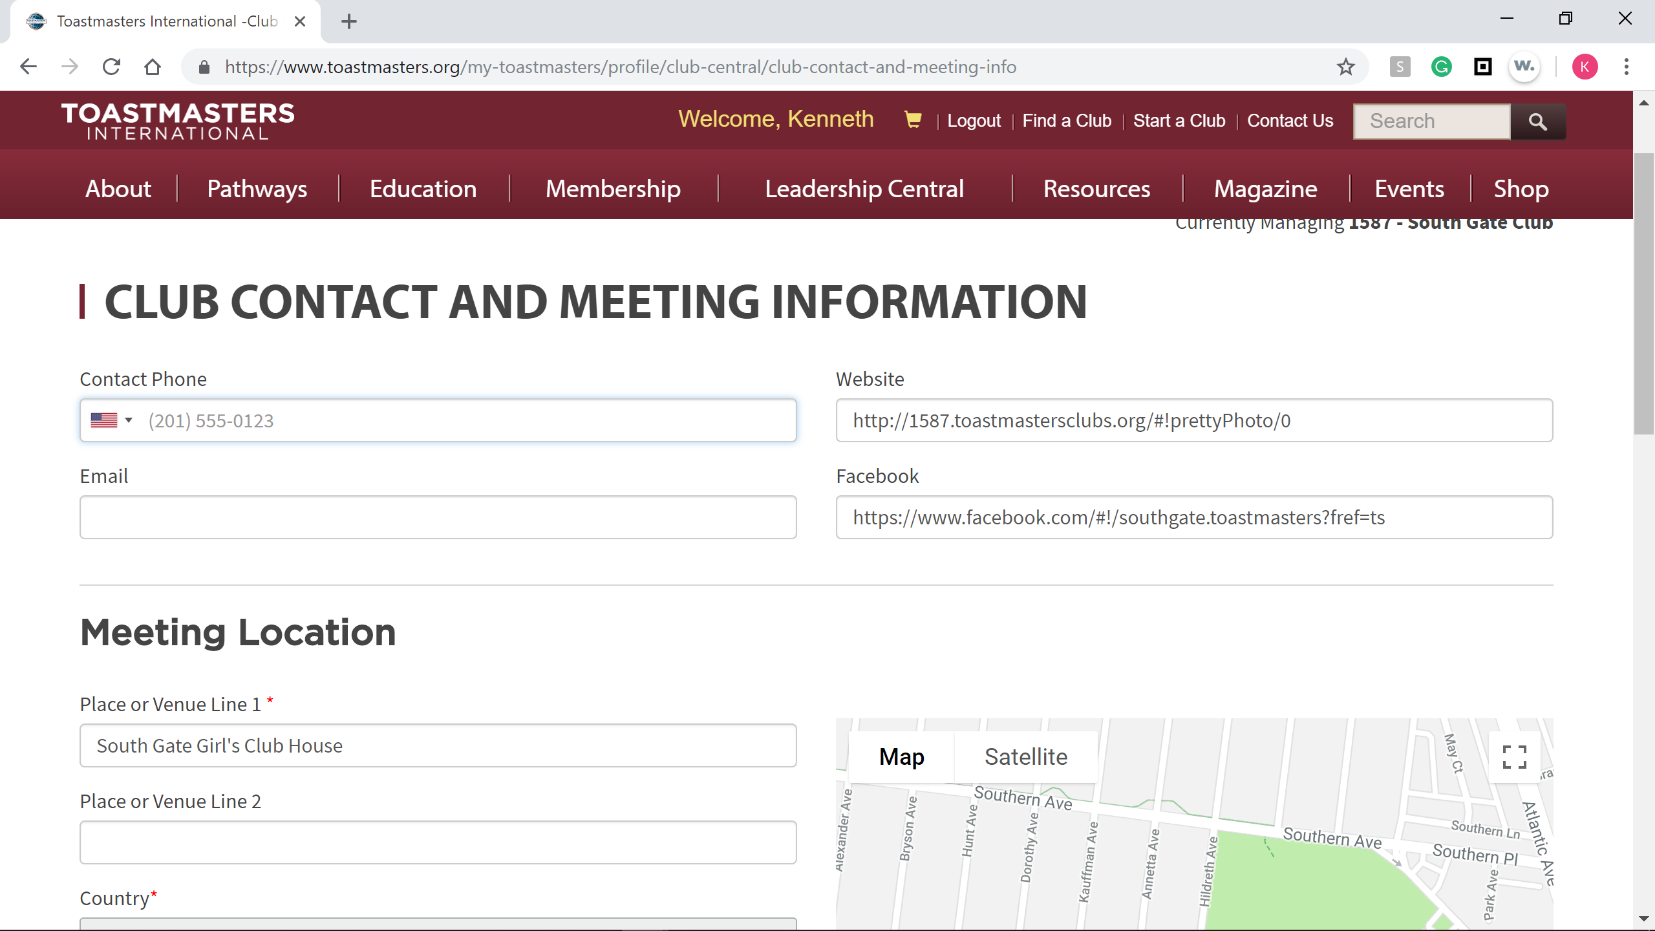 Toastmasters International -Club
https://www.toastmasters.org/my-toastmasters/profile/club-central/club-contact-and-meeting-info
S
G
w.
K
TOASTMASTERS
INTERNATIONAL
Welcome, Kenneth
Logout
Find a Club
Start a Club
Contact Us
Search
About
Pathways
Education
Membership
Leadership Central
Resources
Magazine
Events
Shop
Currently Managing 1587 - South Gate Club
CLUB CONTACT AND MEETING INFORMATION
Contact Phone
(201) 555-0123
Website
http://1587.toastmastersclubs.org/#!prettyPhoto/0
Email
Facebook
https://www.facebook.com/#!/southgate.toastmasters?fref=ts
Meeting Location
Place or Venue Line 1 *
South Gate Girl's Club House
Place or Venue Line 2
Country*
Map
Satellite
May Ct
Southern Ave
Alexander Ave
Bryson Ave
Hunt Ave
Dorothy Ave
Kauffman Ave
Annetta Ave
Hildreth Ave
Southern Ave
Southern Ln
Southern Pl
Atlantic Ave
Park Ave